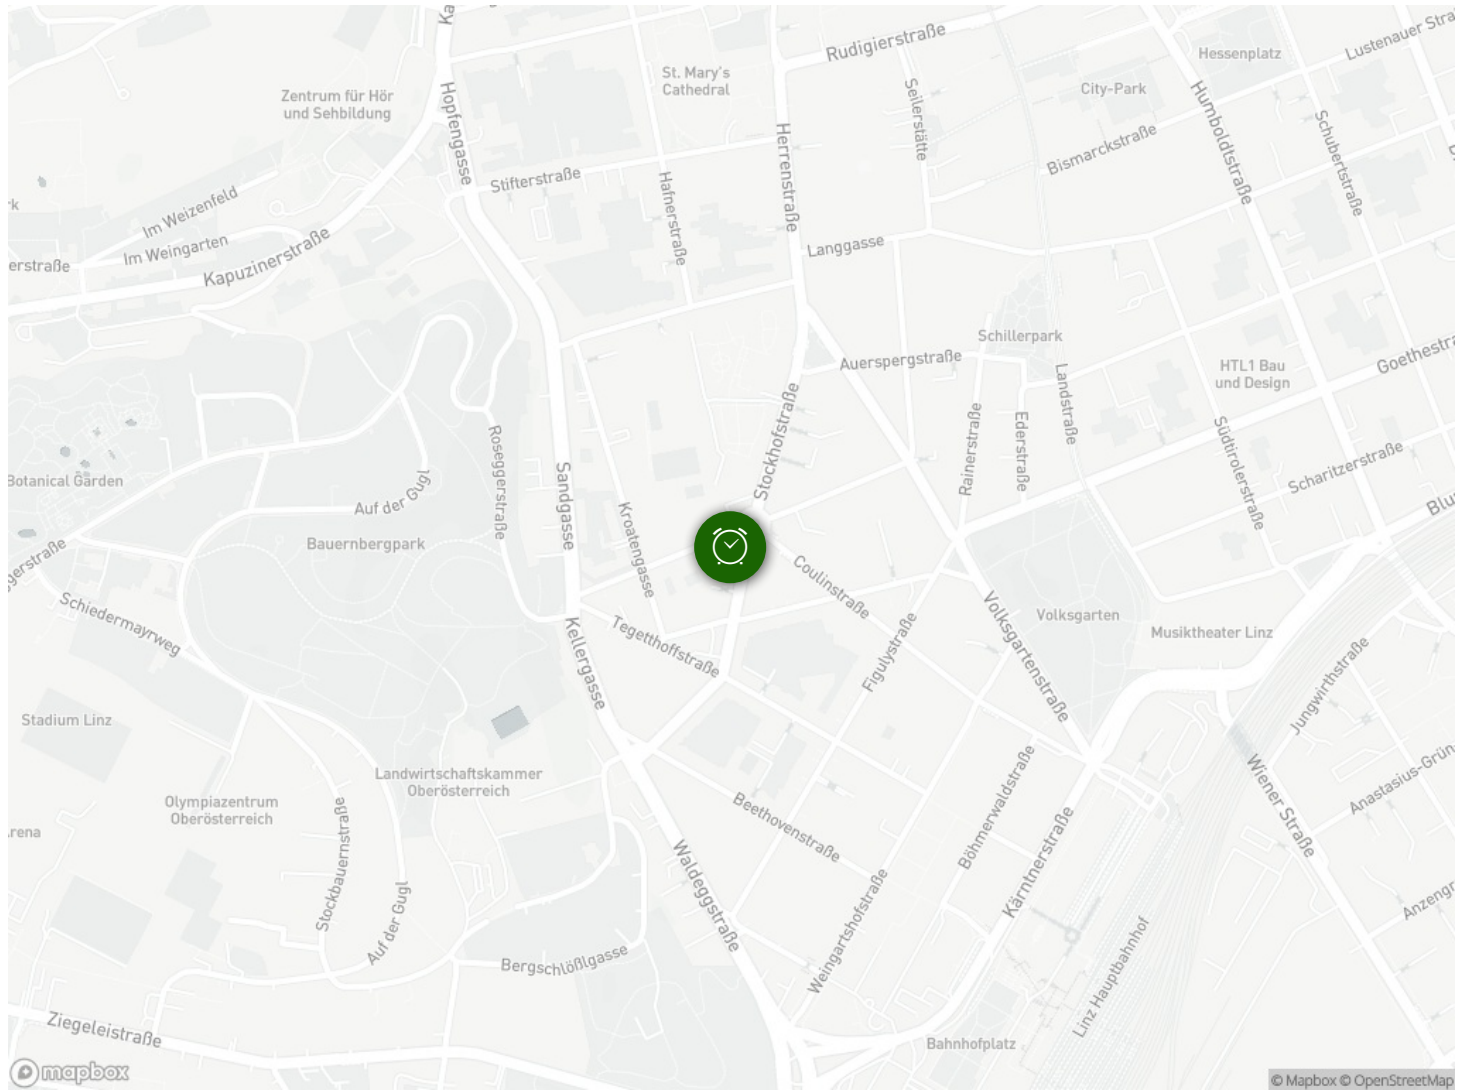 Rudigierstraße
Hessenplatz
Lustenauer Stra
St. Mary's
Cathedral
City-Park
Zentrum für Hör
und Sehbildung
Hopfengasse
Seilerstätte
Humboldtstraße
Schubertstraße
Herrenstraße
Bismarckstraße
Stifterstraße
Hafnerstraße
Im Weizenfeld
Im Weingarten
Kapuzinerstraße
erstraße
Langgasse
Schillerpark
Auerspergstraße
HTL1 Bau
und Design
Goethestra
Landstraße
Stockhofstraße
Rainerstraße
Ederstraße
Südtirolerstraße
Scharitzerstraße
Blu
Botanical Garden
Auf der Gugl
Roseggerstraße
Sandgasse
Kroatengasse
Bauernbergpark
gerstraße
Coulinstraße
Schiedermayrweg
Kellergasse
Tegetthoffstraße
Figulystraße
Volksgartenstraße
Volksgarten
Musiktheater Linz
Jungwirthstraße
Stadium Linz
Landwirtschaftskammer
Oberösterreich
Olympiazentrum
Oberösterreich
Arena
Stockbauernstraße
Auf der Gugl
Beethovenstraße
Böhmerwaldstraße
Wiener Straße
Anastasius-Grün
Waldeggstraße
Kärntnerstraße
Weingartshofstraße
Anzengr
Bergschlößlgasse
Linz Hauptbahnhof
Ziegeleistraße
Bahnhofplatz
mapbox
© Mapbox © OpenStreetMap